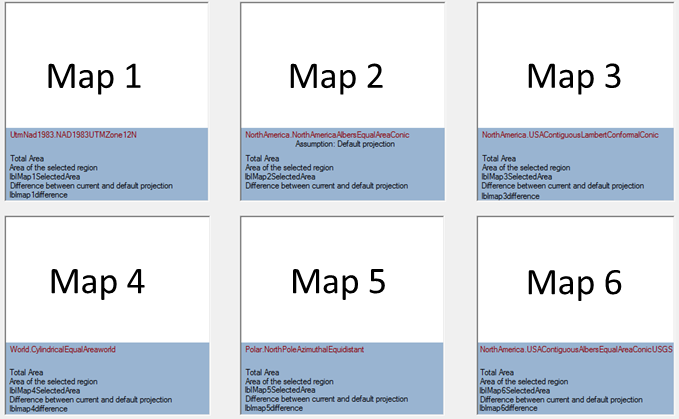 Map 1
UtmNad1983.NAD1983UTMZone12N
Total Area
Area of the selected region
lblMap1SelectedArea
Difference between current and default projection
lblmap1difference
Map 2
NorthAmerica.NorthAmericaAlbersEqualAreaConic
Assumption: Default projection
Total Area
Area of the selected region
lblMap2SelectedArea
Difference between current and default projection
Map 3
NorthAmerica.USAContiguousLambertConformalConic
Total Area
Area of the selected region
lblMap3SelectedArea
Difference between current and default projection
lblmap3difference
Map 4
World.CylindricalEqualAreaworld
Total Area
Area of the selected region
lblMap4SelectedArea
Difference between current and default projection
lblmap4difference
Map 5
Polar.NorthPoleAzimuthalEquidistant
Total Area
Area of the selected region
lblMap5SelectedArea
Difference between current and default projection
lblmap5difference
Map 6
NorthAmerica.USAContiguousAlbersEqualAreaConicUSGS
Total Area
Area of the selected region
lblMap6SelectedArea
Difference between current and default projection
lblmap6difference